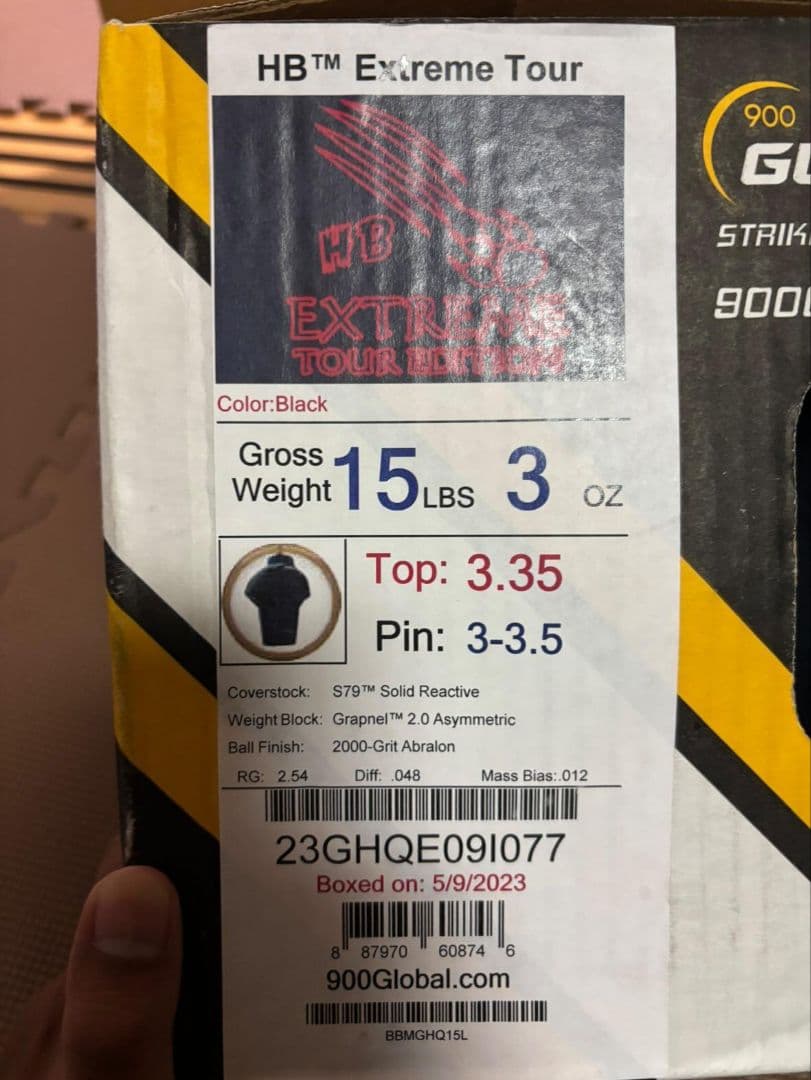 HB™ Extreme Tour
HB
EXTREME
TOUR EDITION
Color:Black
Gross
Weight 15 LBS 3 OZ
Top: 3.35
Pin: 3-3.5
Coverstock: S79™ Solid Reactive
Weight Block: Grapnel™ 2.0 Asymmetric
Ball Finish: 2000-Grit Abralon
RG: 2.54 Diff: .048 Mass Bias:.012
23GHQE09I077
Boxed on: 5/9/2023
8 87970 60874 6
900Global.com
BBMGHQ15L
900
GL
STRIK
900